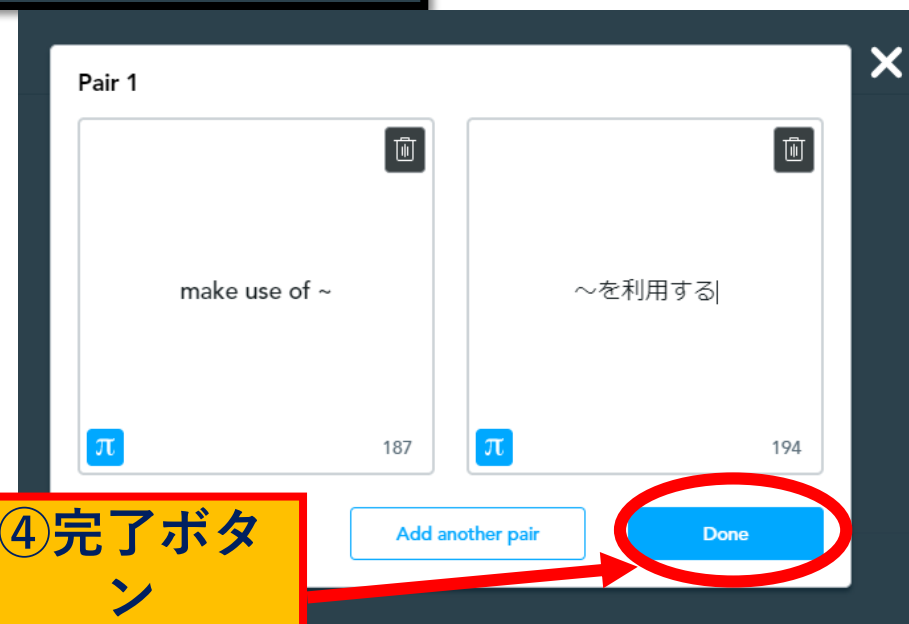 Pair 1
make use of ~
～を利用する
π
187
π
194
④完了ボタ
ン
Add another pair
Done